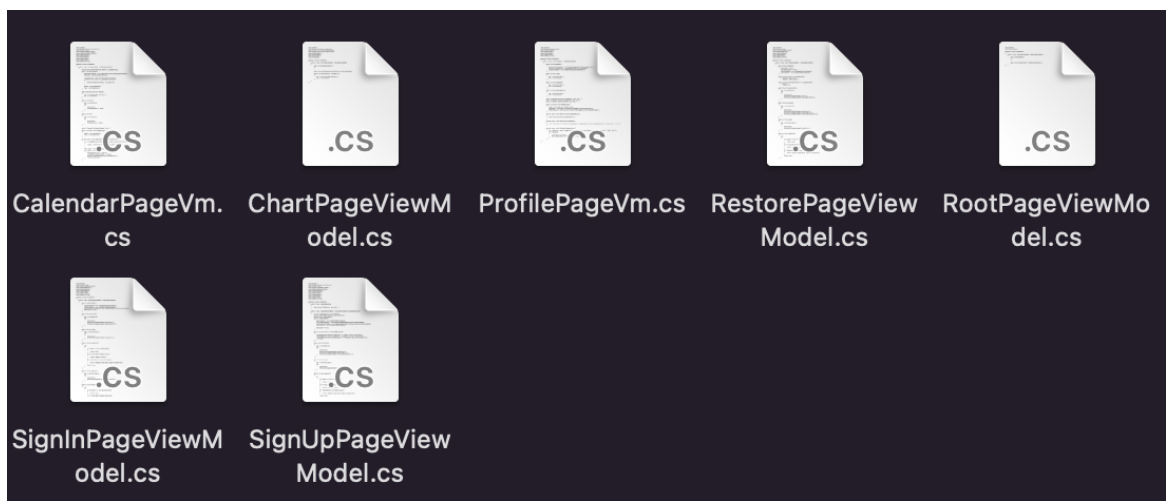 .CS
.CS
.CS
.CS
.CS
CalendarPageVm.
cs
ChartPageViewM
odel.cs
ProfilePageVm.cs
RestorePageView
Model.cs
RootPageViewMo
del.cs
.CS
.CS
SignInPageViewM
odel.cs
SignUpPageView
Model.cs